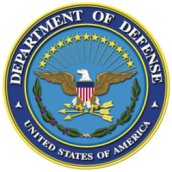 DEPARTMENT OF DEFENSE
UNITED STATES OF AMERICA